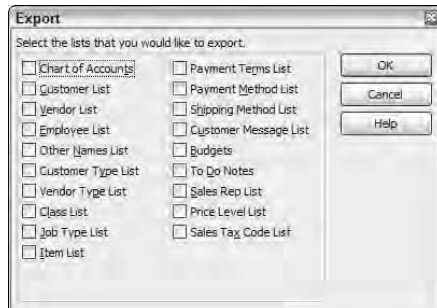 Export
Select the lists that you would like to export.
Chart of Accounts
Customer List
Vendor List
Employee List
Other Names List
Customer Type List
Vendor Type List
Class List
Job Type List
Item List
Payment Terms List
Payment Method List
Shipping Method List
Customer Message List
Budgets
To Do Notes
Sales Rep List
Price Level List
Sales Tax Code List
OK
Cancel
Help